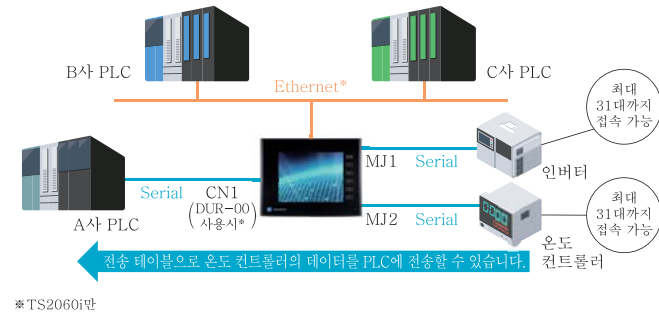 B사 PLC
C사 PLC
Ethernet※
최대
31대까지
접속 가능
MJ1 Serial
인버터
Serial
CN1
(DUR-00
사용시※)
A사 PLC
MJ2 Serial
최대
31대까지
접속 가능
온도
컨트롤러
전송 테이블으로 온도 컨트롤러의 데이터를 PLC에 전송할 수 있습니다.
※TS2060i만